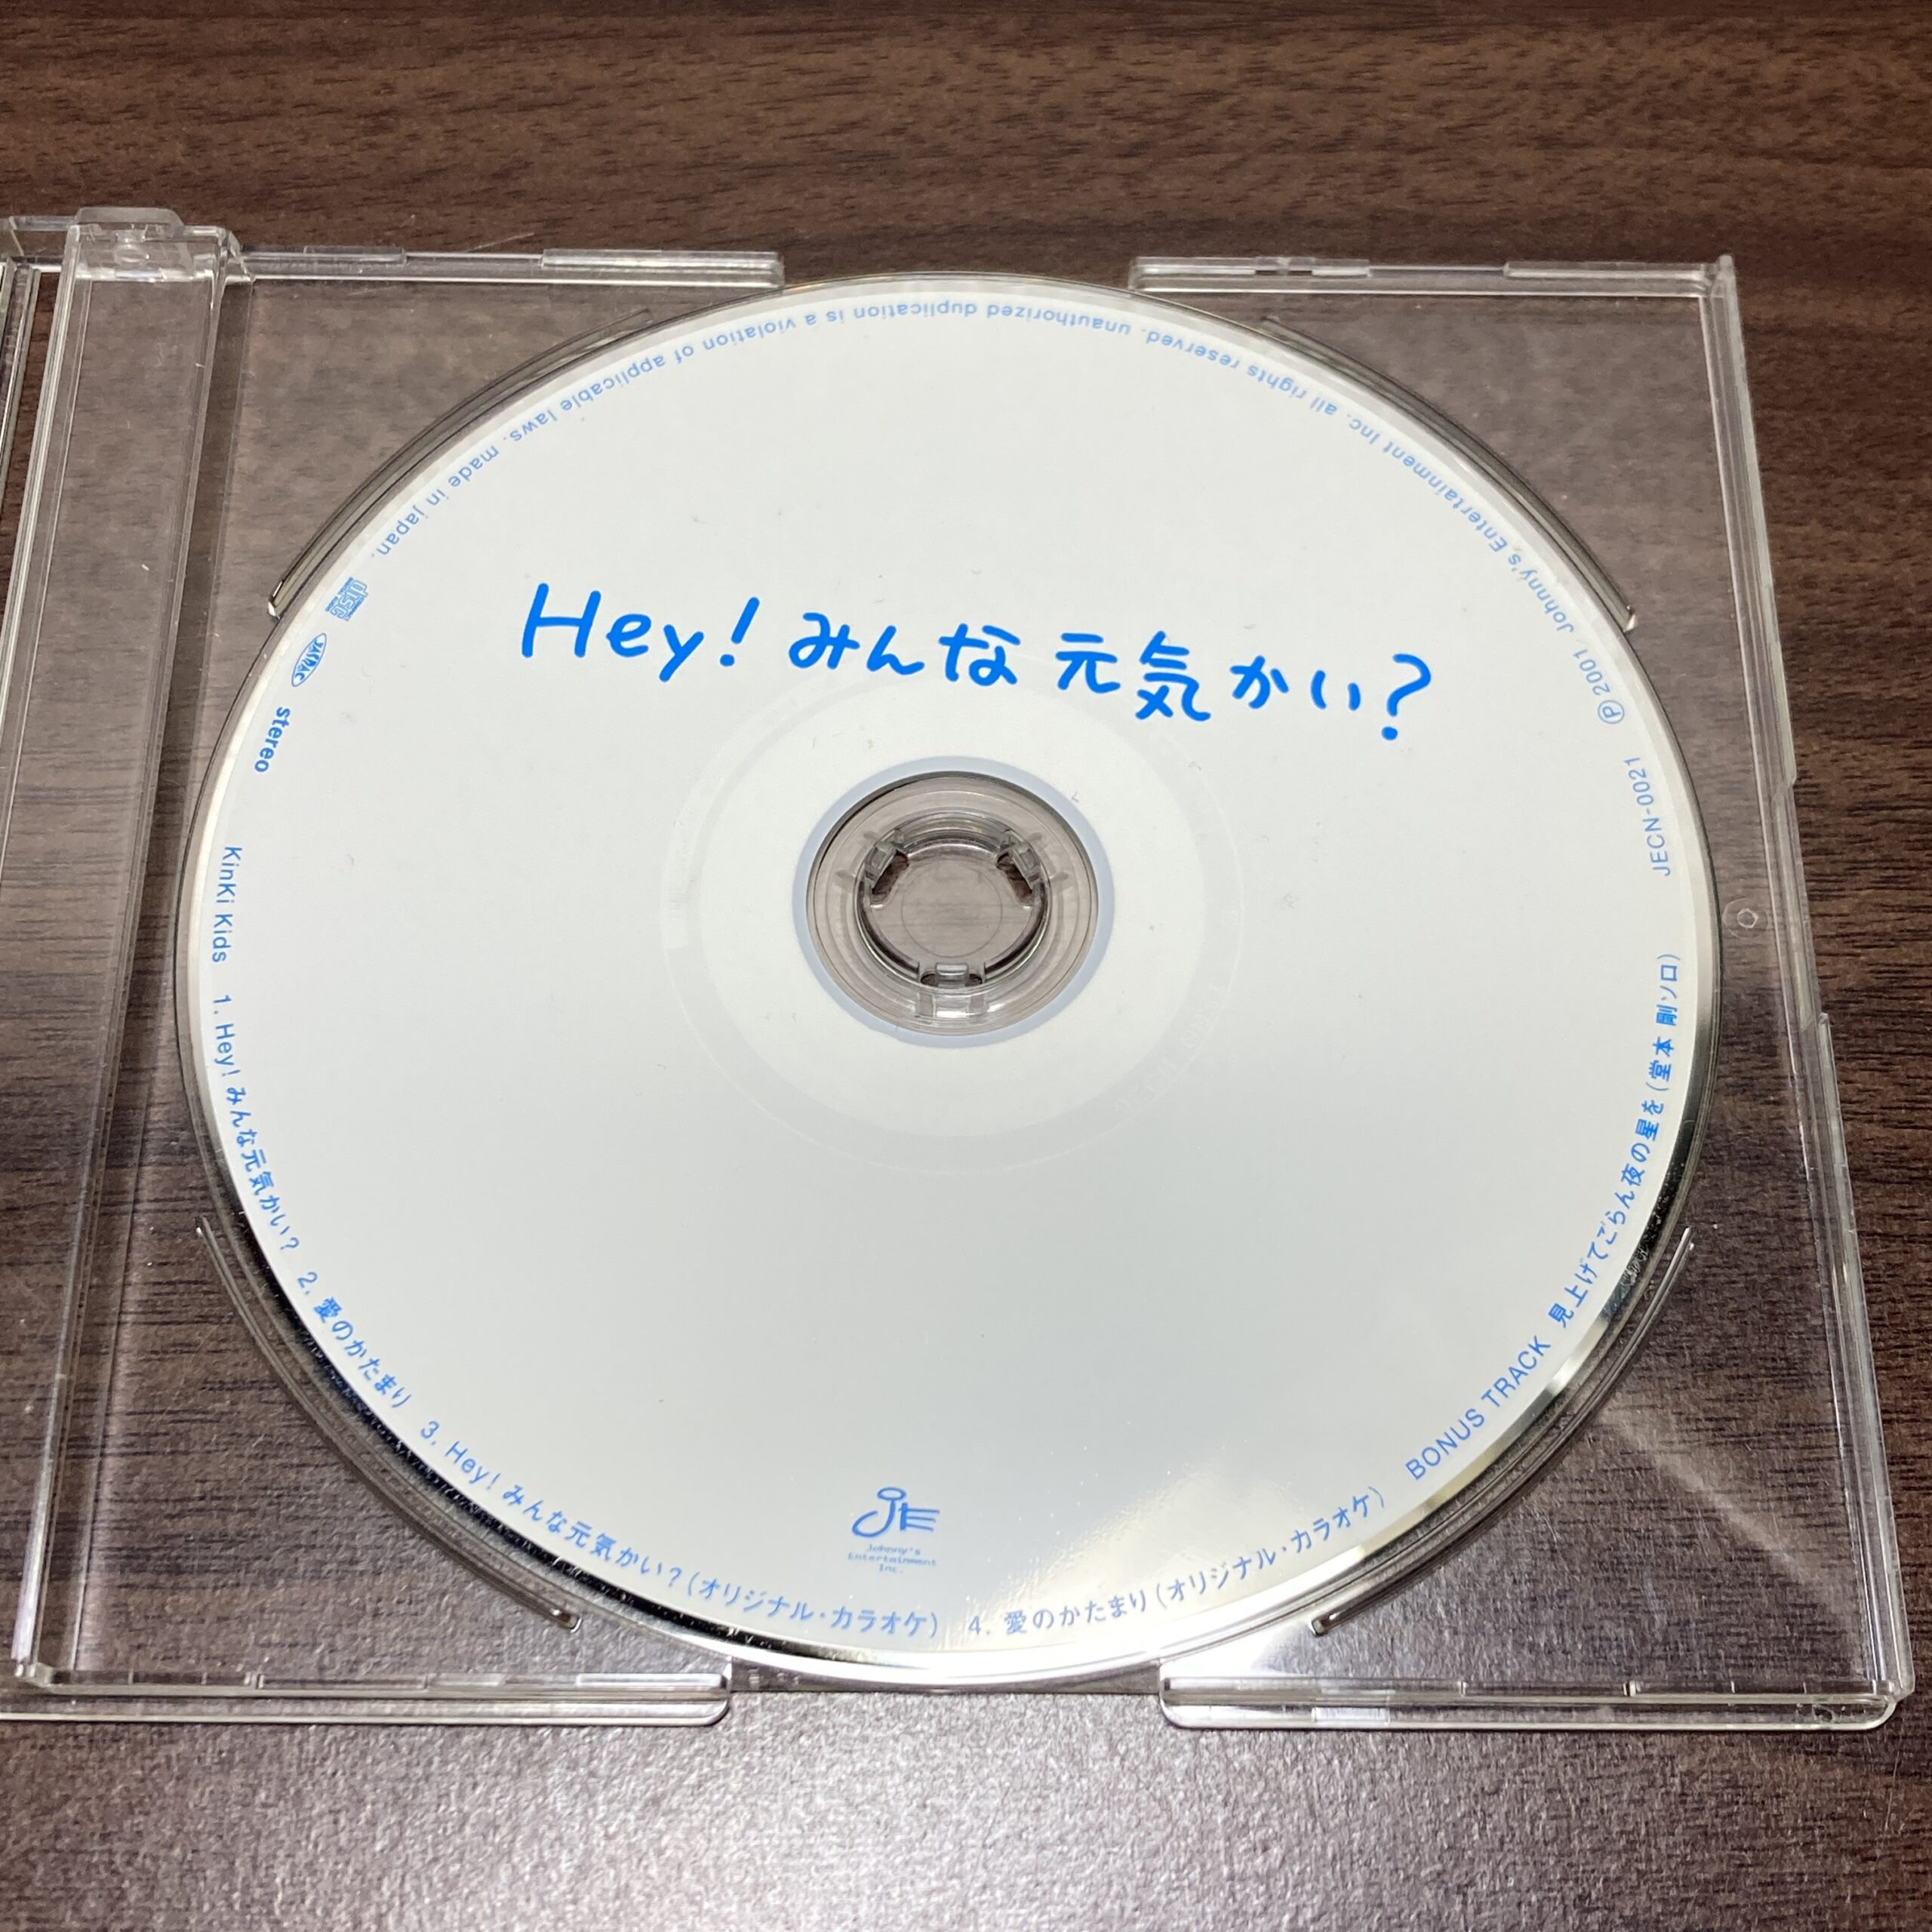 Hey! みんな元気かい?
KinKi Kids 1. Hey! みんな元気かい? 2. 愛のかたまり 3. Hey! みんな元気かい? (オリジナル・カラオケ) 4. 愛のかたまり (オリジナル・カラオケ) BONUS TRACK 見上げてごらん夜の星を (堂本 剛ソロ)
JECN-0021 Ⓟ2001 Johnny's Entertainment Inc. all rights reserved. unauthorized duplication is a violation of applicable laws. made in japan.
disc
JASRAC
stereo
JE
Johnny's
Entertainment
Inc.